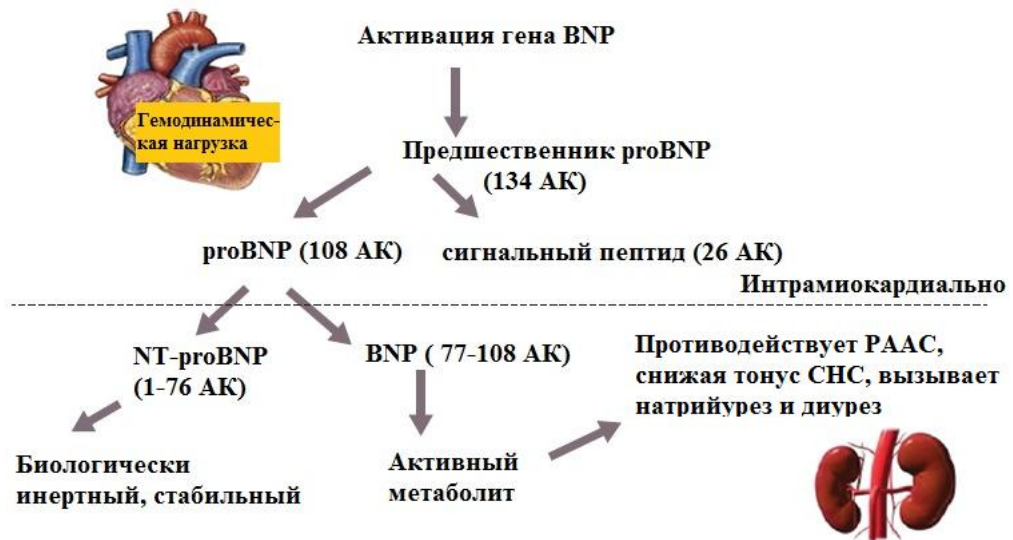 Активация гена BNP
Гемодинамичес-
кая нагрузка
Предшественник proBNP
(134 АК)
proBNP (108 АК)
сигнальный пептид (26 АК)
Интрамиокардиально
NT-proBNP
(1-76 АК)
BNP ( 77-108 АК)
Противодействует РААС,
снижая тонус СНС, вызывает
натрийурез и диурез
Биологически
инертный, стабильный
Активный
метаболит